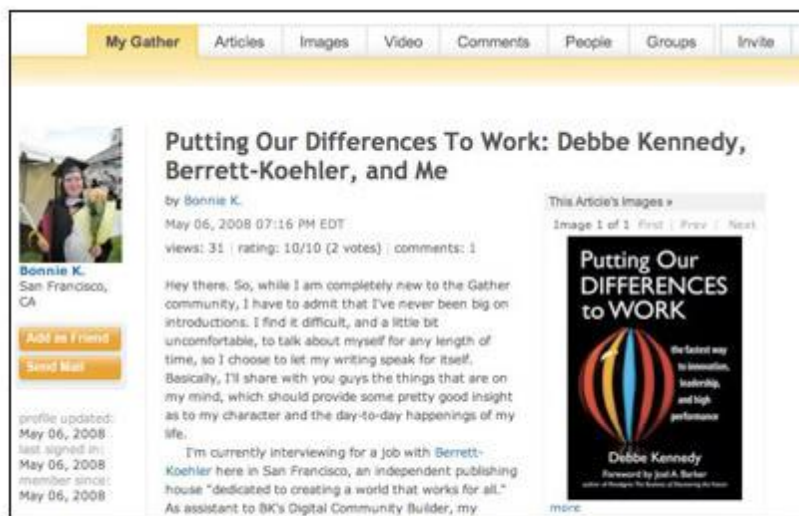 My Gather Articles Images Video Comments People Groups Invite
Putting Our Differences To Work: Debbe Kennedy,
Berrett-Koehler, and Me
by Bonnie K.
May 06, 2008 07:16 PM EDT
views: 31 | rating: 10/10 (2 votes) | comments: 1
Hey there. So, while I am completely new to the Gather
community, I have to admit that I've never been big on
introductions. I find it difficult, and a little bit
uncomfortable, to talk about myself for any length of
time, so I choose to let my writing speak for itself.
Basically, I'll share with you guys the things that are on
my mind, which should provide some pretty good insight
as to my character and the day-to-day happenings of my
life.
I'm currently interviewing for a job with Berrett-
Koehler here in San Francisco, an independent publishing
house "dedicated to creating a world that works for all."
As assistant to BK's Digital Community Builder, my
Bonnie K.
San Francisco,
CA
Add as Friend
Send Mail
profile updated:
May 06, 2008
last signed in:
May 06, 2008
member since:
May 06, 2008
This Article's Images »
Image 1 of 1 First | Prev | Next
Putting Our
DIFFERENCES
to WORK
the fastest way
to innovation,
leadership,
and high
performance
Debbe Kennedy
Foreword by Joel A. Barker
author of Paradigms: The Business of Discovering the Future
more